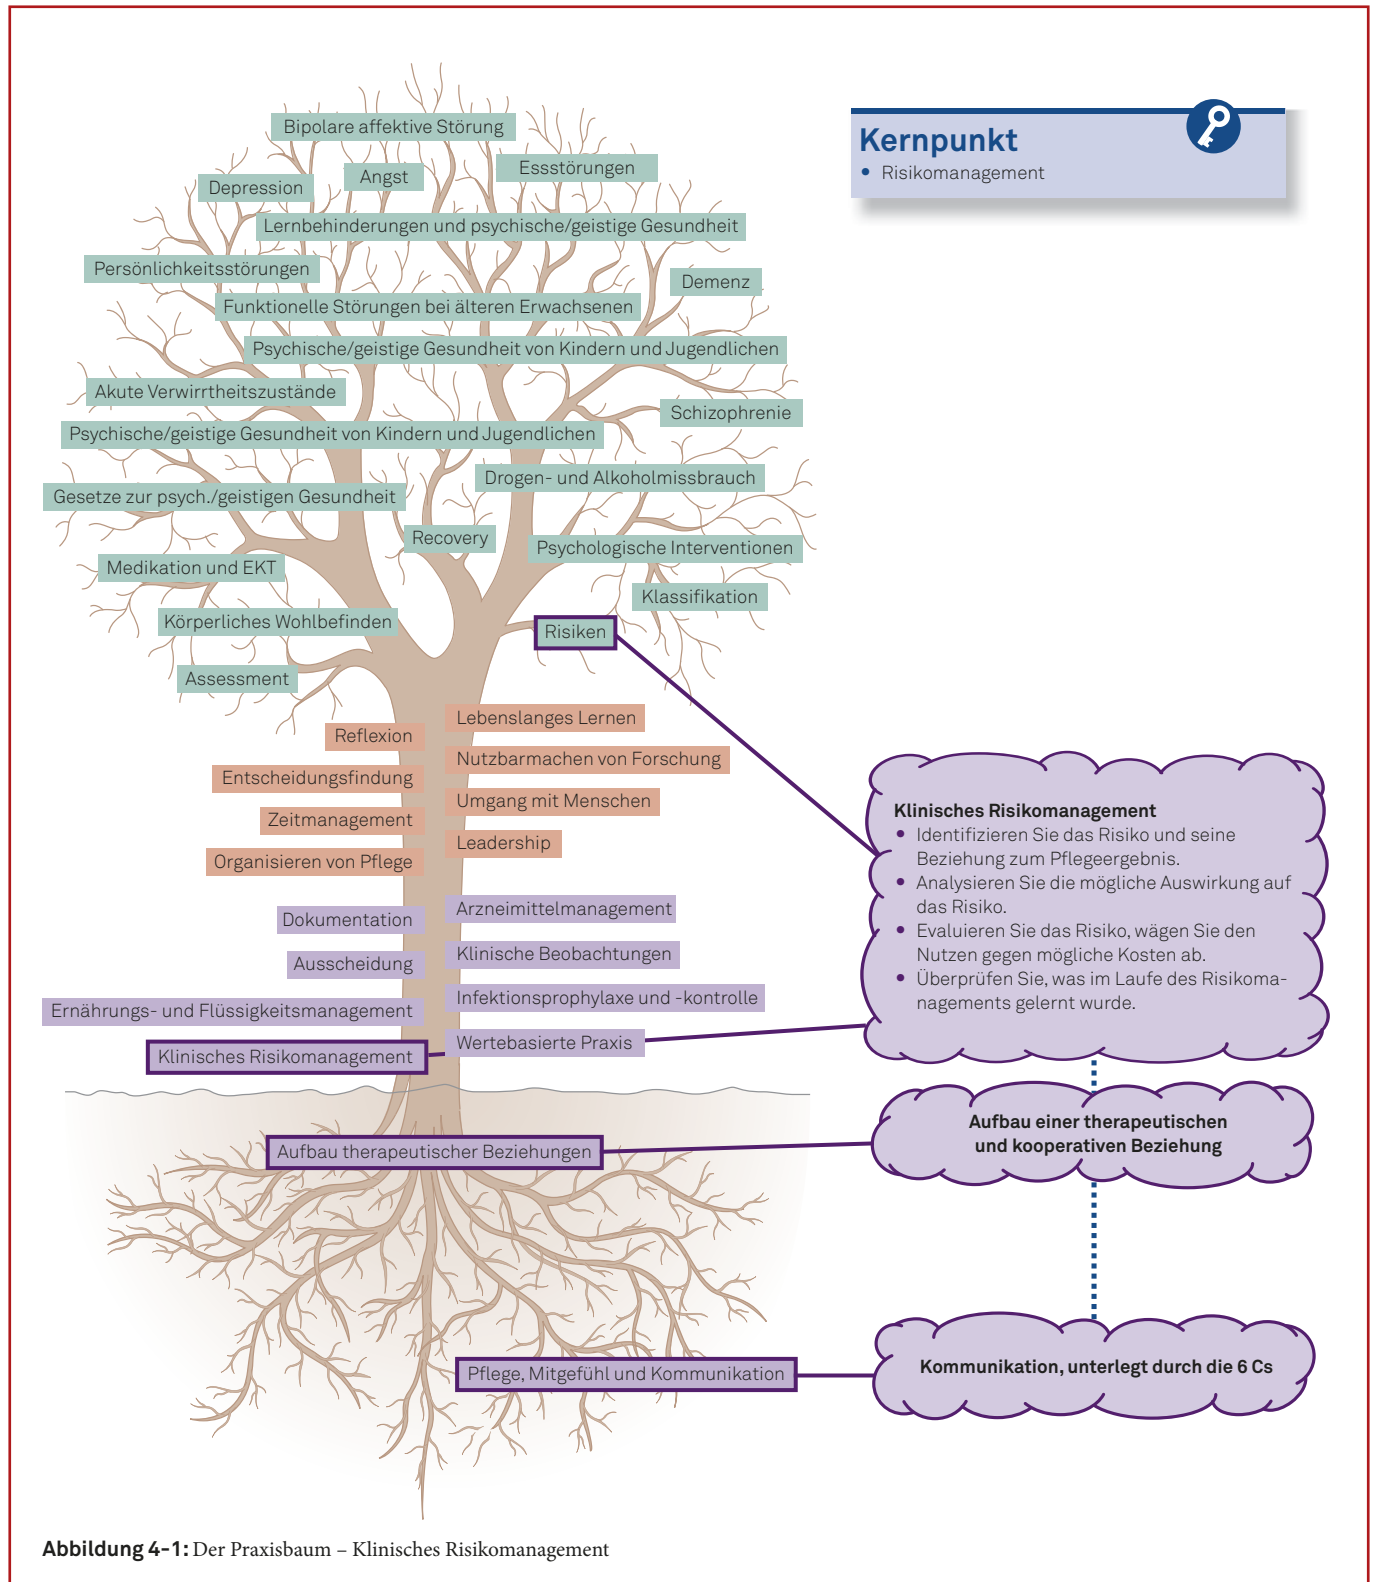 Kernpunkt
• Risikomanagement
Bipolare affektive Störung
Essstörungen
Angst
Depression
Lernbehinderungen und psychische/geistige Gesundheit
Persönlichkeitsstörungen
Demenz
Funktionelle Störungen bei älteren Erwachsenen
Psychische/geistige Gesundheit von Kindern und Jugendlichen
Akute Verwirrtheitszustände
Schizophrenie
Psychische/geistige Gesundheit von Kindern und Jugendlichen
Drogen- und Alkoholmissbrauch
Gesetze zur psych./geistigen Gesundheit
Recovery
Psychologische Interventionen
Medikation und EKT
Klassifikation
Körperliches Wohlbefinden
Risiken
Assessment
Lebenslanges Lernen
Reflexion
Nutzbarmachen von Forschung
Entscheidungsfindung
Umgang mit Menschen
Zeitmanagement
Leadership
Organisieren von Pflege
Arzneimittelmanagement
Dokumentation
Klinische Beobachtungen
Ausscheidung
Infektionsprophylaxe und -kontrolle
Ernährungs- und Flüssigkeitsmanagement
Wertebasierte Praxis
Klinisches Risikomanagement
Klinisches Risikomanagement
• Identifizieren Sie das Risiko und seine
Beziehung zum Pflegeergebnis.
• Analysieren Sie die mögliche Auswirkung auf
das Risiko.
• Evaluieren Sie das Risiko, wägen Sie den
Nutzen gegen mögliche Kosten ab.
• Überprüfen Sie, was im Laufe des Risikoma-
nagements gelernt wurde.
Aufbau therapeutischer Beziehungen
Aufbau einer therapeutischen
und kooperativen Beziehung
Pflege, Mitgefühl und Kommunikation
Kommunikation, unterlegt durch die 6 Cs
Abbildung 4-1: Der Praxisbaum – Klinisches Risikomanagement